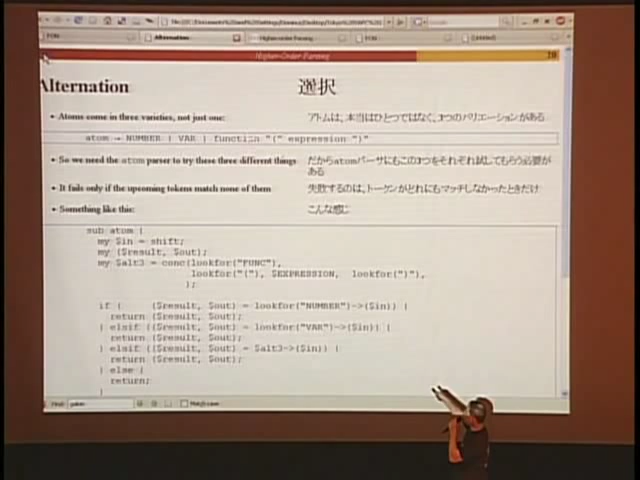 Alternation
Higher-Order Parsing
(Untitled)
Higher-Order Parsing
20
Alternation
選択
• Atoms come in three varieties, not just one:
アトムは、本当はひとつではなく、3つのバリエーションがある
atom → NUMBER | VAR | function "(" expression ")"
• So we need the atom parser to try these three different things
だからatomパーサにもこの3つをそれぞれ試してもらう必要が
ある
• It fails only if the upcoming tokens match none of them
失敗するのは、トークンがどれにもマッチしなかったときだけ
• Something like this:
こんな感じ
sub atom {
my $in = shift;
my ($result, $out);
my $alt3 = conc(lookfor("FUNC"),
lookfor("("), $EXPRESSION, lookfor(")"),
);
if ( ($result, $out) = lookfor("NUMBER")->($in)) {
return ($result, $out);
} elsif (($result, $out) = lookfor("VAR")->($in)) {
return ($result, $out);
} elsif (($result, $out) = $alt3->($in)) {
return ($result, $out);
} else {
return;
}
Find:
Match case